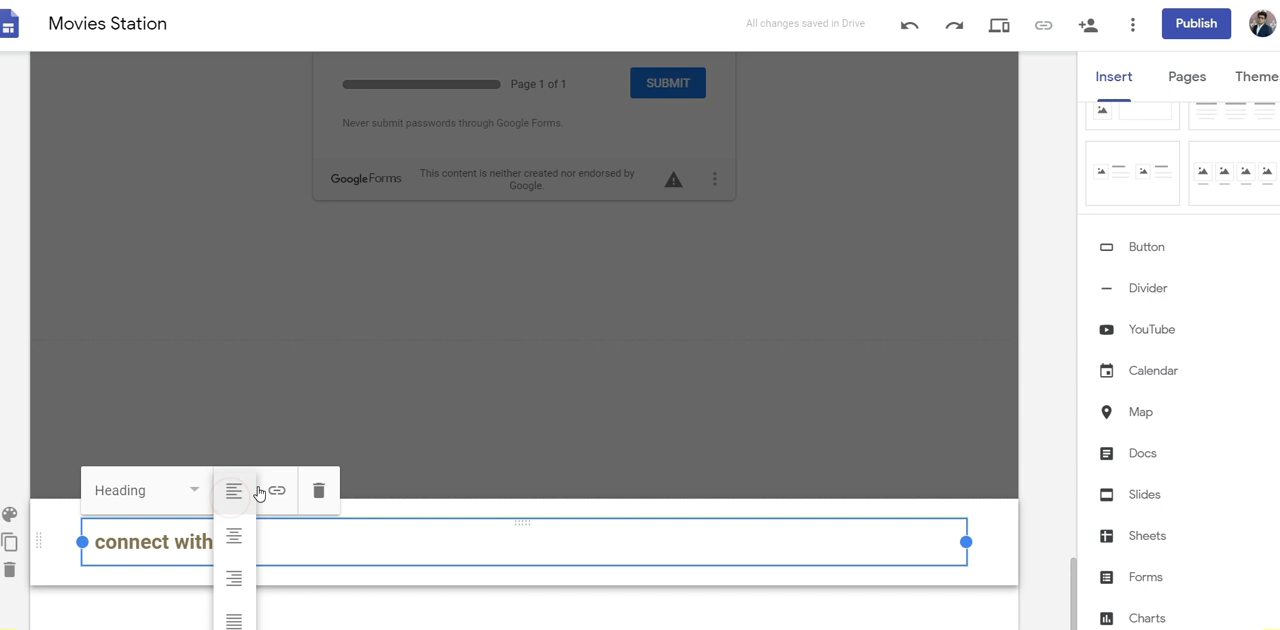 Movies Station
All changes saved in Drive
Publish
Insert
Pages
Theme
Page 1 of 1
SUBMIT
Never submit passwords through Google Forms.
Google Forms
This content is neither created nor endorsed by
Google.
Button
Divider
YouTube
Calendar
Map
Docs
Slides
Sheets
Forms
Charts
Heading
connect with